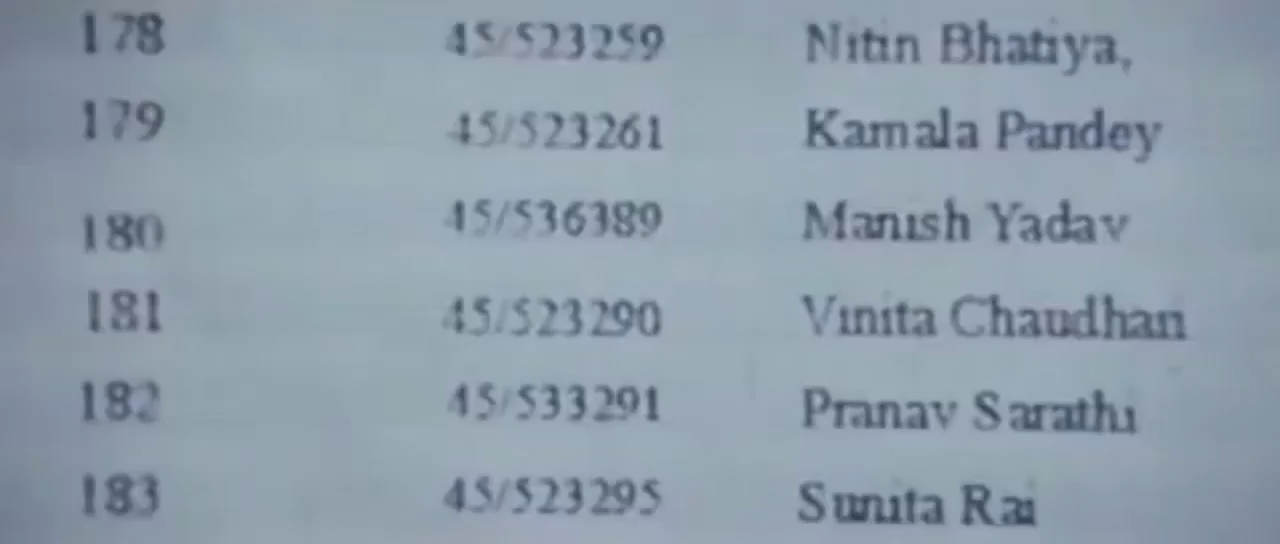 178 45/523259 Nitin Bhatiya,
179 45/523261 Kamala Pandey
180 45/536389 Manish Yadav
181 45/523290 Vinita Chaudhari
182 45/533291 Pranav Sarathi
183 45/523295 Sunita Rai